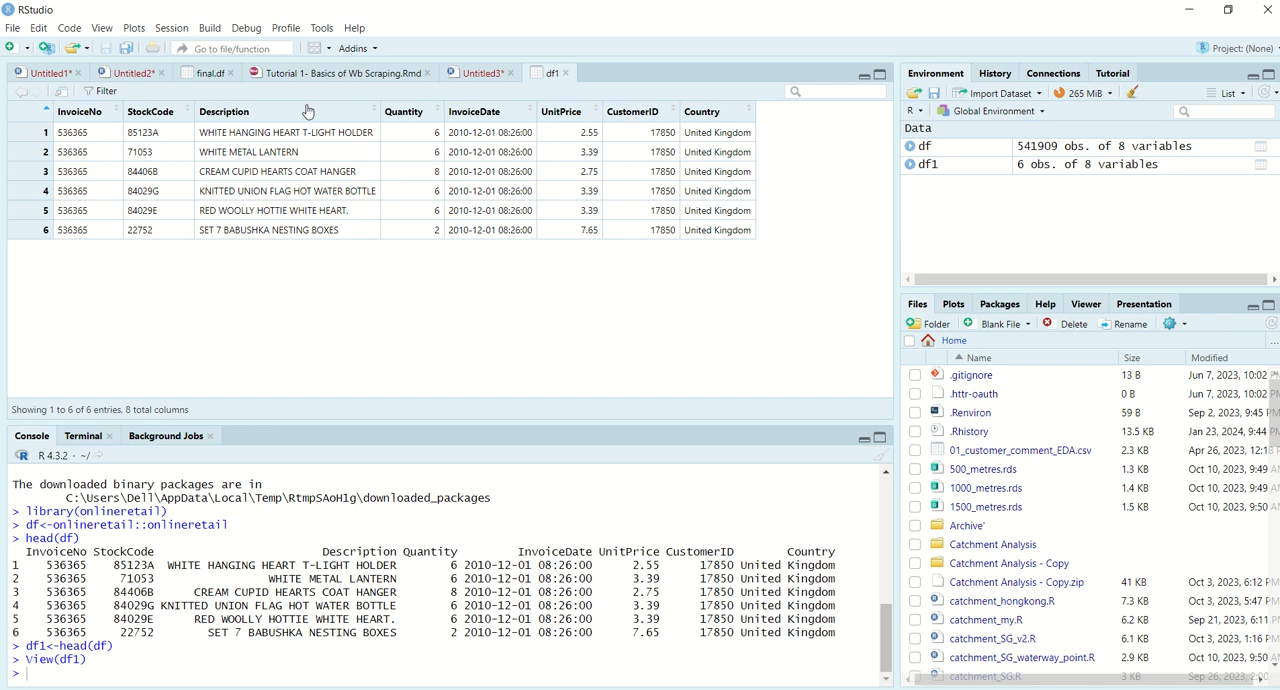 RStudio
File Edit Code View Plots Session Build Debug Profile Tools Help
Go to file/function Addins Project: (None)
Untitled1* Untitled2* final.df Tutorial 1- Basics of Wb Scraping.Rmd Untitled3* df1
Filter
InvoiceNo StockCode Description Quantity InvoiceDate UnitPrice CustomerID Country
1 536365 85123A WHITE HANGING HEART T-LIGHT HOLDER 6 2010-12-01 08:26:00 2.55 17850 United Kingdom
2 536365 71053 WHITE METAL LANTERN 6 2010-12-01 08:26:00 3.39 17850 United Kingdom
3 536365 84406B CREAM CUPID HEARTS COAT HANGER 8 2010-12-01 08:26:00 2.75 17850 United Kingdom
4 536365 84029G KNITTED UNION FLAG HOT WATER BOTTLE 6 2010-12-01 08:26:00 3.39 17850 United Kingdom
5 536365 84029E RED WOOLLY HOTTIE WHITE HEART. 6 2010-12-01 08:26:00 3.39 17850 United Kingdom
6 536365 22752 SET 7 BABUSHKA NESTING BOXES 2 2010-12-01 08:26:00 7.65 17850 United Kingdom
Showing 1 to 6 of 6 entries, 8 total columns
Console Terminal Background Jobs
R 4.3.2 · ~/
The downloaded binary packages are in
C:\Users\Dell\AppData\Local\Temp\RtmpSAoH1g\downloaded_packages
> library(onlineretail)
> df<-onlineretail::onlineretail
> head(df)
InvoiceNo StockCode Description Quantity InvoiceDate UnitPrice CustomerID Country
1 536365 85123A WHITE HANGING HEART T-LIGHT HOLDER 6 2010-12-01 08:26:00 2.55 17850 United Kingdom
2 536365 71053 WHITE METAL LANTERN 6 2010-12-01 08:26:00 3.39 17850 United Kingdom
3 536365 84406B CREAM CUPID HEARTS COAT HANGER 8 2010-12-01 08:26:00 2.75 17850 United Kingdom
4 536365 84029G KNITTED UNION FLAG HOT WATER BOTTLE 6 2010-12-01 08:26:00 3.39 17850 United Kingdom
5 536365 84029E RED WOOLLY HOTTIE WHITE HEART. 6 2010-12-01 08:26:00 3.39 17850 United Kingdom
6 536365 22752 SET 7 BABUSHKA NESTING BOXES 2 2010-12-01 08:26:00 7.65 17850 United Kingdom
> df1<-head(df)
> View(df1)
>
Environment History Connections Tutorial
Import Dataset 265 MiB List
R Global Environment
Data
df 541909 obs. of 8 variables
df1 6 obs. of 8 variables
Files Plots Packages Help Viewer Presentation
Folder Blank File Delete Rename
Home
Name Size Modified
.gitignore 13 B Jun 7, 2023, 10:02 PM
.httr-oauth 0 B Jun 7, 2023, 10:02 PM
.Renviron 59 B Sep 2, 2023, 9:45 PM
.Rhistory 13.5 KB Jan 23, 2024, 9:44 P
01_customer_comment_EDA.csv 2.3 KB Apr 26, 2023, 12:18 P
500_metres.rds 1.3 KB Oct 10, 2023, 9:49 A
1000_metres.rds 1.4 KB Oct 10, 2023, 9:49 A
1500_metres.rds 1.5 KB Oct 10, 2023, 9:50 A
Archive'
Catchment Analysis
Catchment Analysis - Copy
Catchment Analysis - Copy.zip 41 KB Oct 3, 2023, 6:12 PM
catchment_hongkong.R 7.3 KB Oct 3, 2023, 5:47 PM
catchment_my.R 6.2 KB Sep 21, 2023, 6:11 P
catchment_SG_v2.R 6.1 KB Oct 3, 2023, 1:16 PM
catchment_SG_waterway_point.R 2.9 KB Oct 10, 2023, 9:50 A
catchment_SG.R 3 KB Sep 26, 2023, 2:00